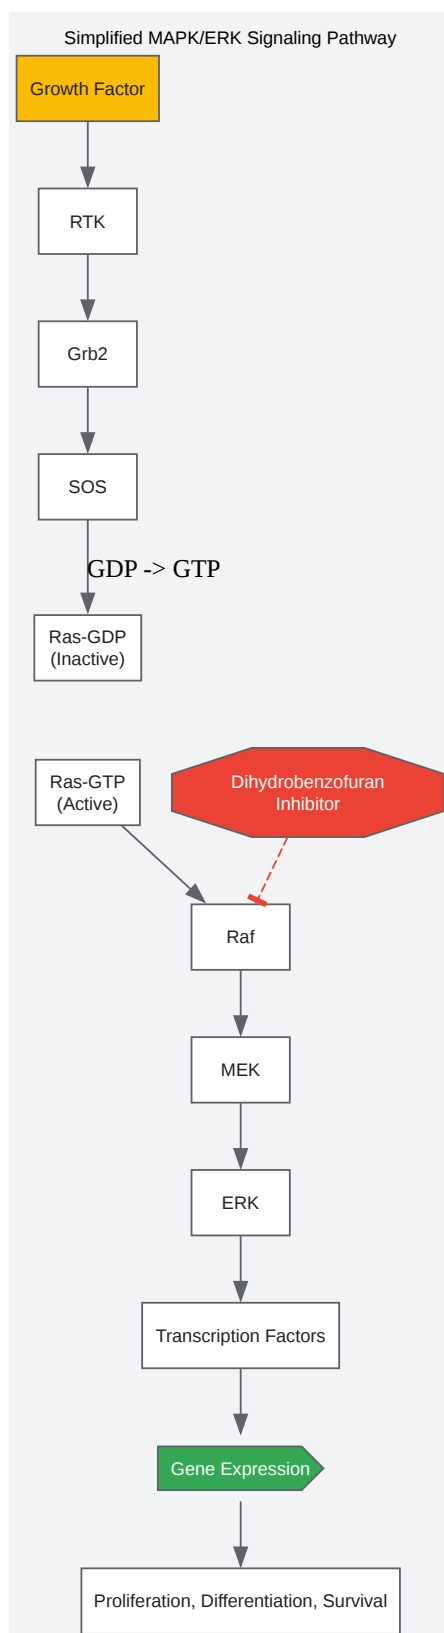 Simplified MAPK/ERK Signaling Pathway
Growth Factor
RTK
Grb2
SOS
GDP -> GTP
Ras-GDP
(Inactive)
Ras-GTP
(Active)
Dihydrobenzofuran
Inhibitor
Raf
MEK
ERK
Transcription Factors
Gene Expression
Proliferation, Differentiation, Survival